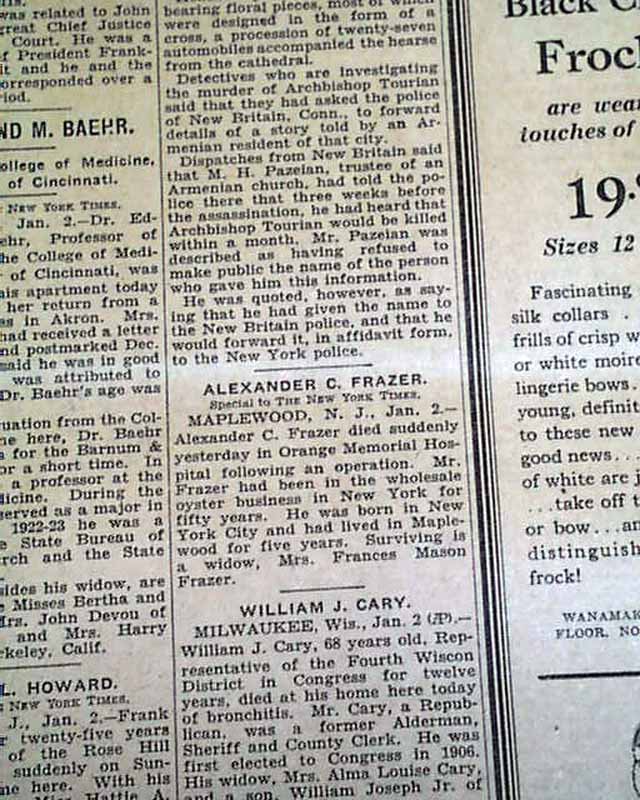 was related to John
great Chief Justice
Court. He was a
f President Frank-
it and he and the
orresponded over a
riod.
ND M. BAEHR.
ollege of Medicine,
of Cincinnati.
NEW YORK TIMES.
Jan. 2.—Dr. Ed-
ehr, Professor of
he College of Medi-
of Cincinnati, was
his apartment today
her return from a
as in Akron. Mrs.
had received a letter
nd postmarked Dec.
said he was in good
was attributed to
Dr. Baehr's age was
uation from the Col-
ne here, Dr. Baehr
s for the Barnum &
or a short time. In
a professor at the
dicine. During the
served as a major in
1922-23 he was a
e State Bureau of
rch and the State
sides his widow, are
Misses Bertha and
Mrs. John Devou of
and Mrs. Harry
rkeley, Calif.
L. HOWARD.
NEW YORK TIMES.
J., Jan. 2.—Frank
r twenty-five years
of the Rose Hill
suddenly on Sun-
me here. With his
Hattie A.
bearing floral pieces, most of which
were designed in the form of a
cross, a procession of twenty-seven
automobiles accompanied the hearse
from the cathedral.
Detectives who are investigating
the murder of Archbishop Tourian
said that they had asked the police
of New Britain, Conn., to forward
details of a story told by an Ar-
menian resident of that city.
Dispatches from New Britain said
that M. H. Pazeian, trustee of an
Armenian church, had told the po-
lice there that three weeks before
the assassination, he had heard that
Archbishop Tourian would be killed
within a month. Mr. Pazeian was
described as having refused to
make public the name of the person
who gave him this information.
He was quoted, however, as say-
ing that he had given the name to
the New Britain police, and that he
would forward it, in affidavit form,
to the New York police.
ALEXANDER C. FRAZER.
Special to THE NEW YORK TIMES.
MAPLEWOOD, N. J., Jan. 2.—
Alexander C. Frazer died suddenly
yesterday in Orange Memorial Hos-
pital following an operation. Mr.
Frazer had been in the wholesale
oyster business in New York for
fifty years. He was born in New
York City and had lived in Maple-
wood for five years. Surviving is
a widow, Mrs. Frances Mason
Frazer.
WILLIAM J. CARY.
MILWAUKEE, Wis., Jan. 2 (AP).—
William J. Cary, 68 years old, Rep-
resentative of the Fourth Wiscon
District in Congress for twelve
years, died at his home here today
of bronchitis. Mr. Cary, a Repub-
lican, was a former Alderman,
Sheriff and County Clerk. He was
first elected to Congress in 1906.
His widow, Mrs. Alma Louise Cary,
and a son, William Joseph Jr. of
Black C
Frock
are wea
touches of
19.
Sizes 12
Fascinating
silk collars .
frills of crisp w
or white moire
lingerie bows.
young, definit
to these new
good news...
of white are j
...take off t
or bow...an
distinguish
frock!
WANAMAK
FLOOR, NO